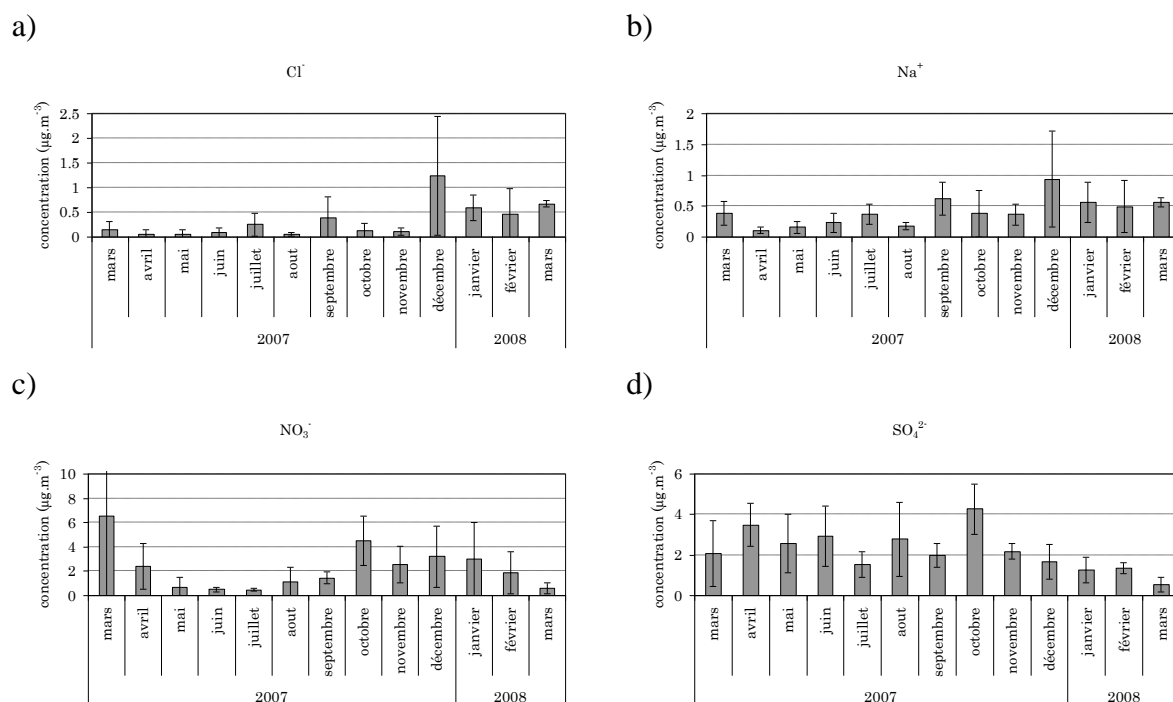 a)
Cl⁻
concentration (µg.m⁻³)
2.5
2
1.5
1
0.5
0
mars
avril
mai
juin
juillet
aout
septembre
octobre
novembre
décembre
janvier
février
mars
2007
2008
b)
Na⁺
concentration (µg.m⁻³)
2
1.5
1
0.5
0
mars
avril
mai
juin
juillet
aout
septembre
octobre
novembre
décembre
janvier
février
mars
2007
2008
c)
NO₃⁻
concentration (µg.m⁻³)
10
8
6
4
2
0
mars
avril
mai
juin
juillet
aout
septembre
octobre
novembre
décembre
janvier
février
mars
2007
2008
d)
SO₄²⁻
concentration (µg.m⁻³)
6
4
2
0
mars
avril
mai
juin
juillet
aout
septembre
octobre
novembre
décembre
janvier
février
mars
2007
2008